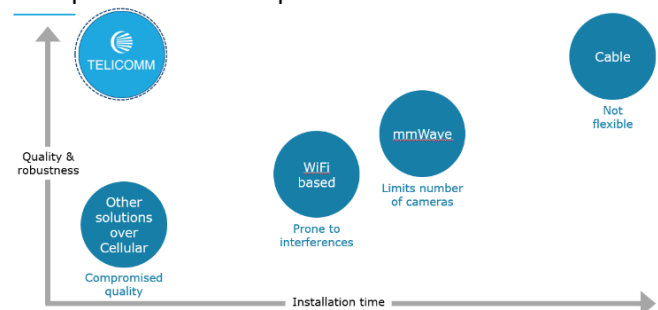 TELICOMM
Cable
Not
flexible
mmWave
Limits number
of cameras
Quality &
robustness
WiFi
based
Prone to
interferences
Other
solutions
over
Cellular
Compromised
quality
Installation time